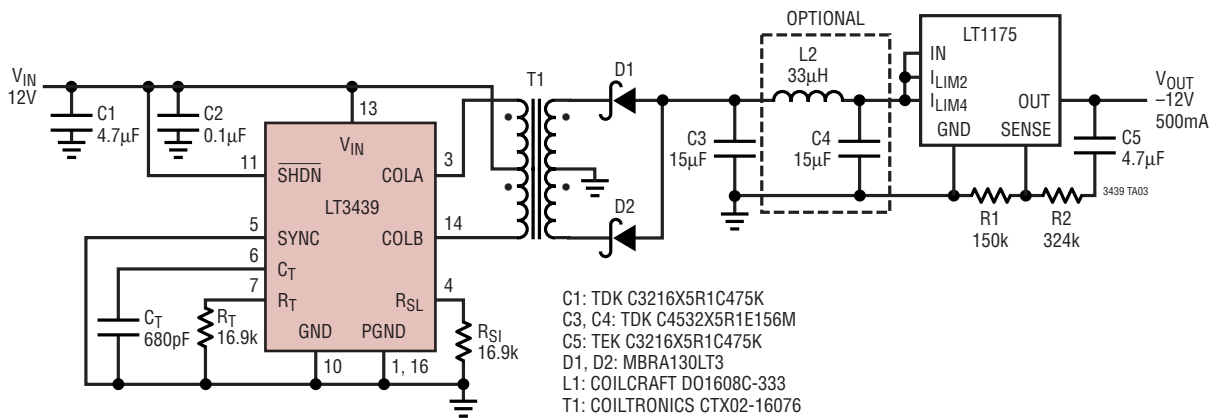 OPTIONAL
LT1175
V_IN
12V
C1
4.7µF
C2
0.1µF
13
V_IN
11
SHDN
COLA
3
LT3439
5
SYNC
COLB
14
6
C_T
7
R_T
R_SL
4
GND
PGND
10
1, 16
C_T
680pF
R_T
16.9k
R_Sl
16.9k
T1
D1
D2
L2
33µH
C3
15µF
C4
15µF
IN
I_LIM2
I_LIM4
OUT
GND
SENSE
V_OUT
–12V
500mA
C5
4.7µF
3439 TA03
R1
150k
R2
324k
C1: TDK C3216X5R1C475K
C3, C4: TDK C4532X5R1E156M
C5: TEK C3216X5R1C475K
D1, D2: MBRA130LT3
L1: COILCRAFT DO1608C-333
T1: COILTRONICS CTX02-16076